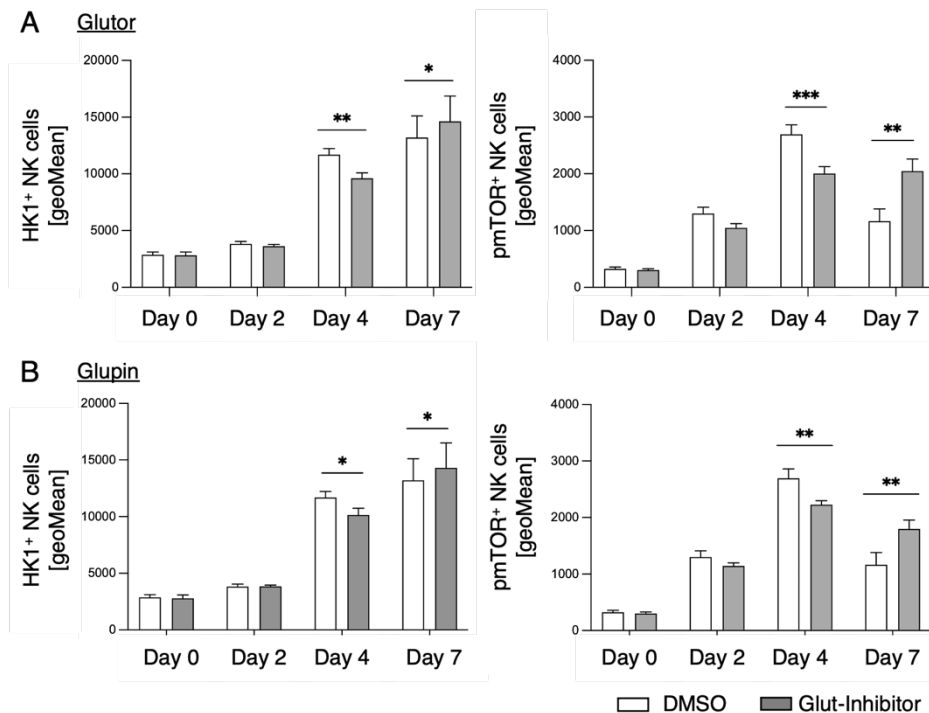 A Glutor
HK1⁺ NK cells
[geoMean]
20000
15000
10000
5000
0
**
*
Day 0 Day 2 Day 4 Day 7
pmTOR⁺ NK cells
[geoMean]
4000
3000
2000
1000
0
***
**
Day 0 Day 2 Day 4 Day 7
B Glupin
HK1⁺ NK cells
[geoMean]
20000
15000
10000
5000
0
*
*
Day 0 Day 2 Day 4 Day 7
pmTOR⁺ NK cells
[geoMean]
4000
3000
2000
1000
0
**
**
Day 0 Day 2 Day 4 Day 7
DMSO Glut-Inhibitor